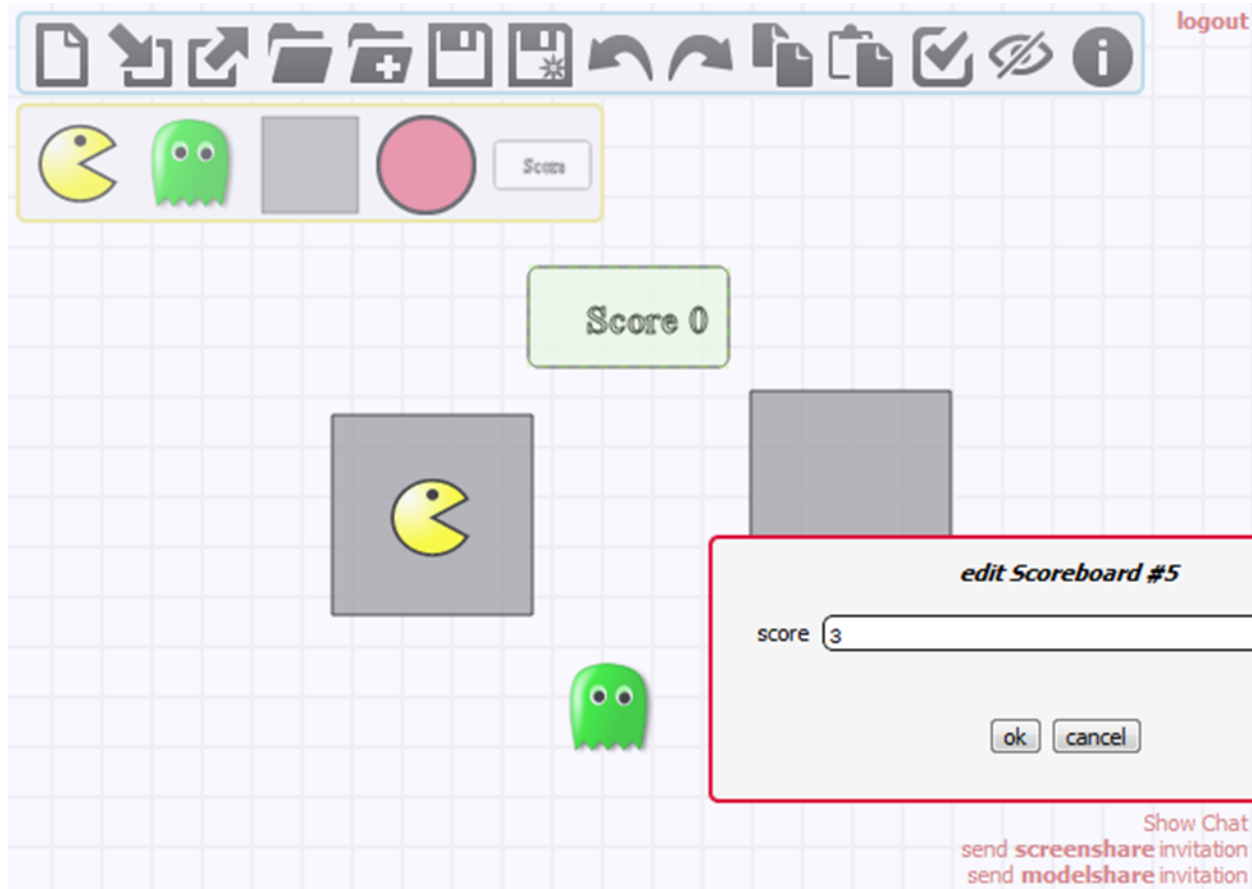 logout
Score
Score 0
edit Scoreboard #5
score 3
ok cancel
Show Chat
send screenshare invitation
send modelshare invitation